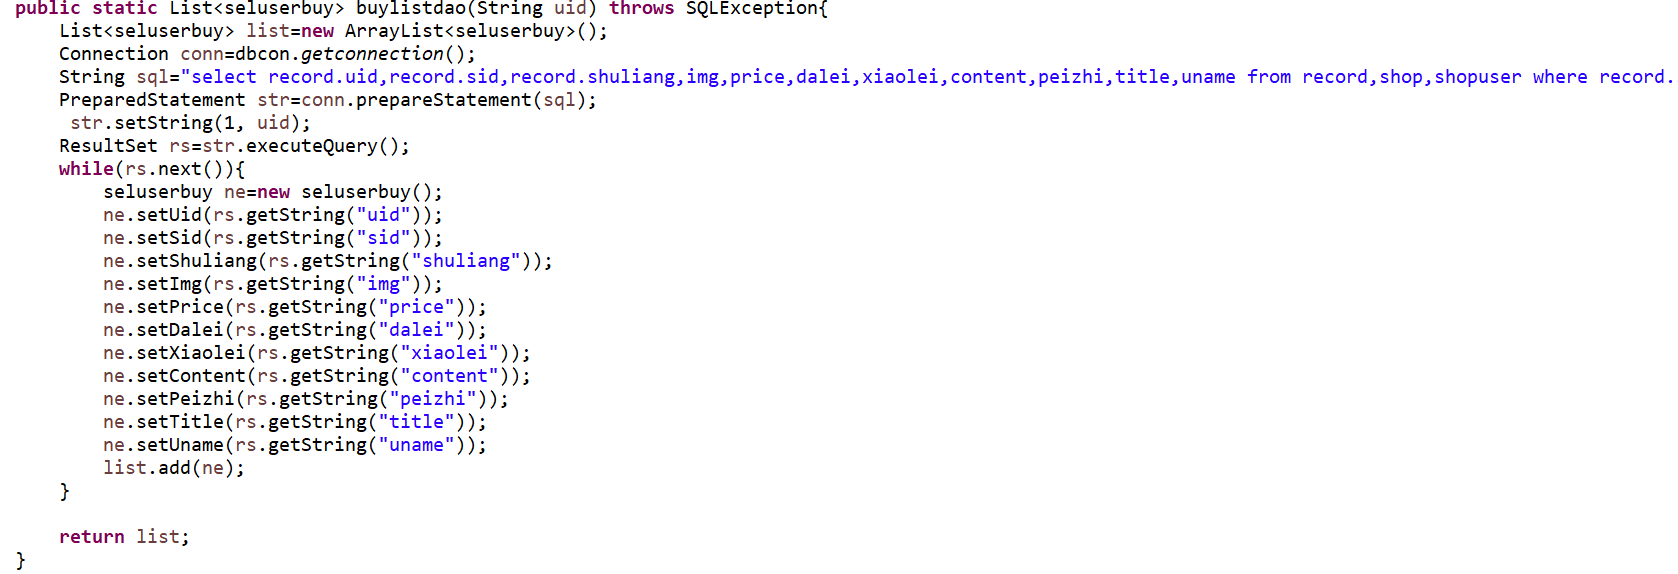 public static List<seluserbuy> buylistdao(String uid) throws SQLException{
List<seluserbuy> list=new ArrayList<seluserbuy>();
Connection conn=dbcon.getconnection();
String sql="select record.uid,record.sid,record.shuliang,img,price,dalei,xiaolei,content,peizhi,title,uname from record,shop,shopuser where record.
PreparedStatement str=conn.prepareStatement(sql);
str.setString(1, uid);
ResultSet rs=str.executeQuery();
while(rs.next()){
seluserbuy ne=new seluserbuy();
ne.setUid(rs.getString("uid"));
ne.setSid(rs.getString("sid"));
ne.setShuliang(rs.getString("shuliang"));
ne.setImg(rs.getString("img"));
ne.setPrice(rs.getString("price"));
ne.setDalei(rs.getString("dalei"));
ne.setXiaolei(rs.getString("xiaolei"));
ne.setContent(rs.getString("content"));
ne.setPeizhi(rs.getString("peizhi"));
ne.setTitle(rs.getString("title"));
ne.setUname(rs.getString("uname"));
list.add(ne);
}
return list;
}